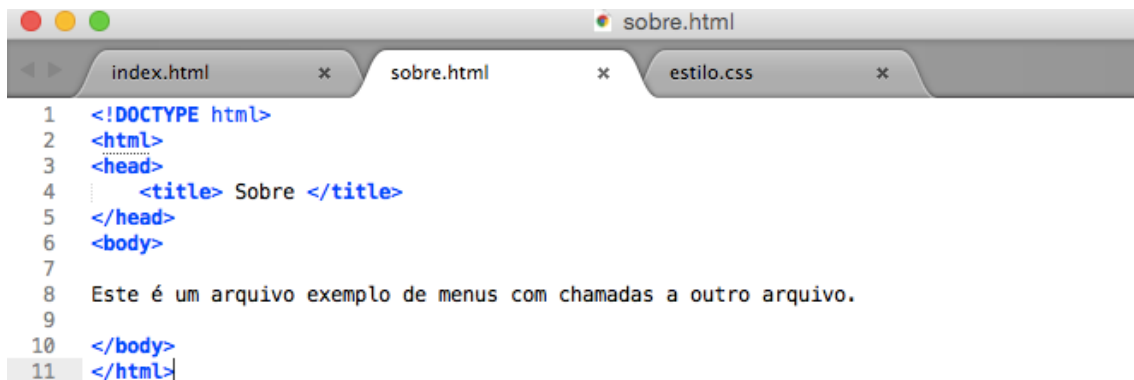 sobre.html
index.html × sobre.html × estilo.css ×
1 <!DOCTYPE html>
2 <html>
3 <head>
4     <title> Sobre </title>
5 </head>
6 <body>
7
8 Este é um arquivo exemplo de menus com chamadas a outro arquivo.
9
10 </body>
11 </html>